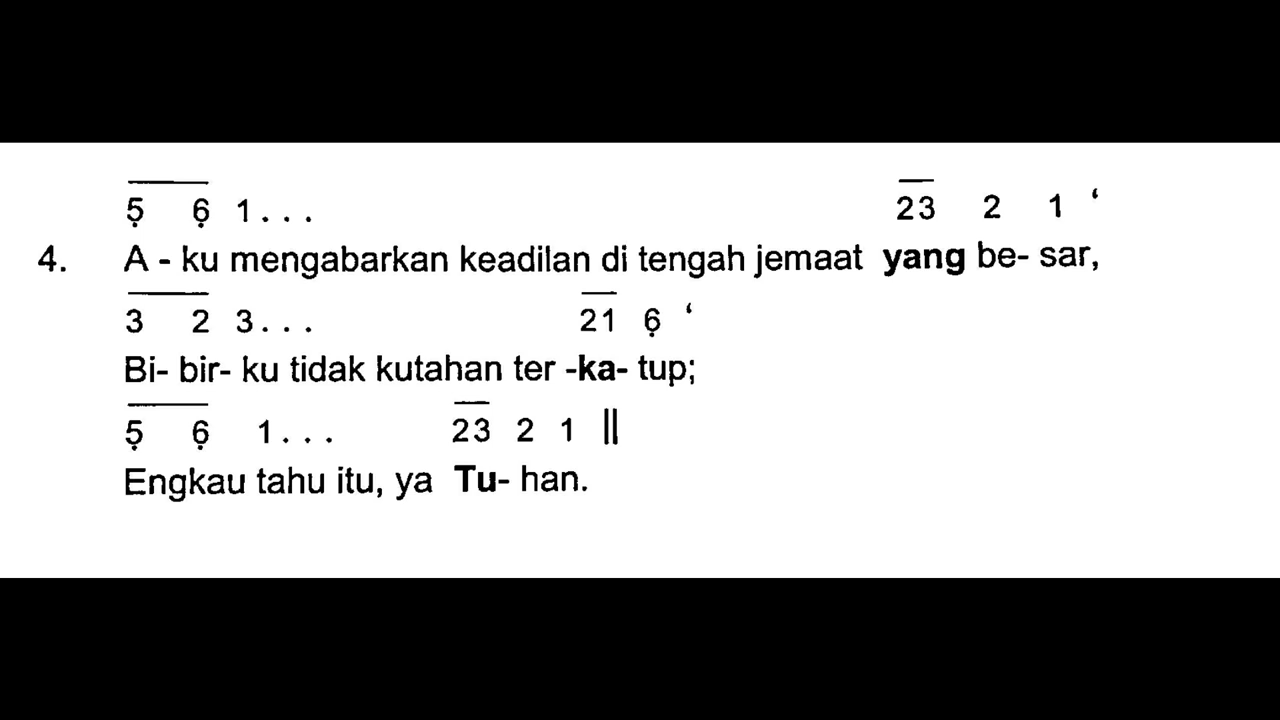 5̣ 6̣ 1 . . . 23 2 1 ‘
4. A - ku mengabarkan keadilan di tengah jemaat yang be- sar,
3 2 3 . . . 21 6̣ ‘
Bi- bir- ku tidak kutahan ter -ka- tup;
5̣ 6̣ 1 . . . 23 2 1 ||
Engkau tahu itu, ya Tu- han.